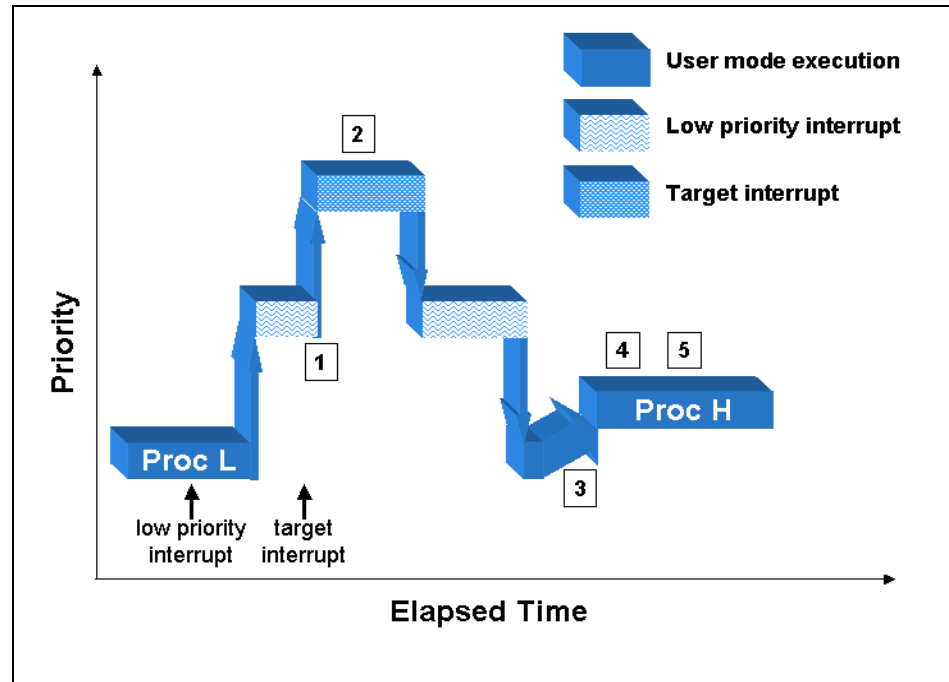 User mode execution
Low priority interrupt
Target interrupt
2
1
4 5
Proc H
Proc L
3
low priority
interrupt
target
interrupt
Priority
Elapsed Time